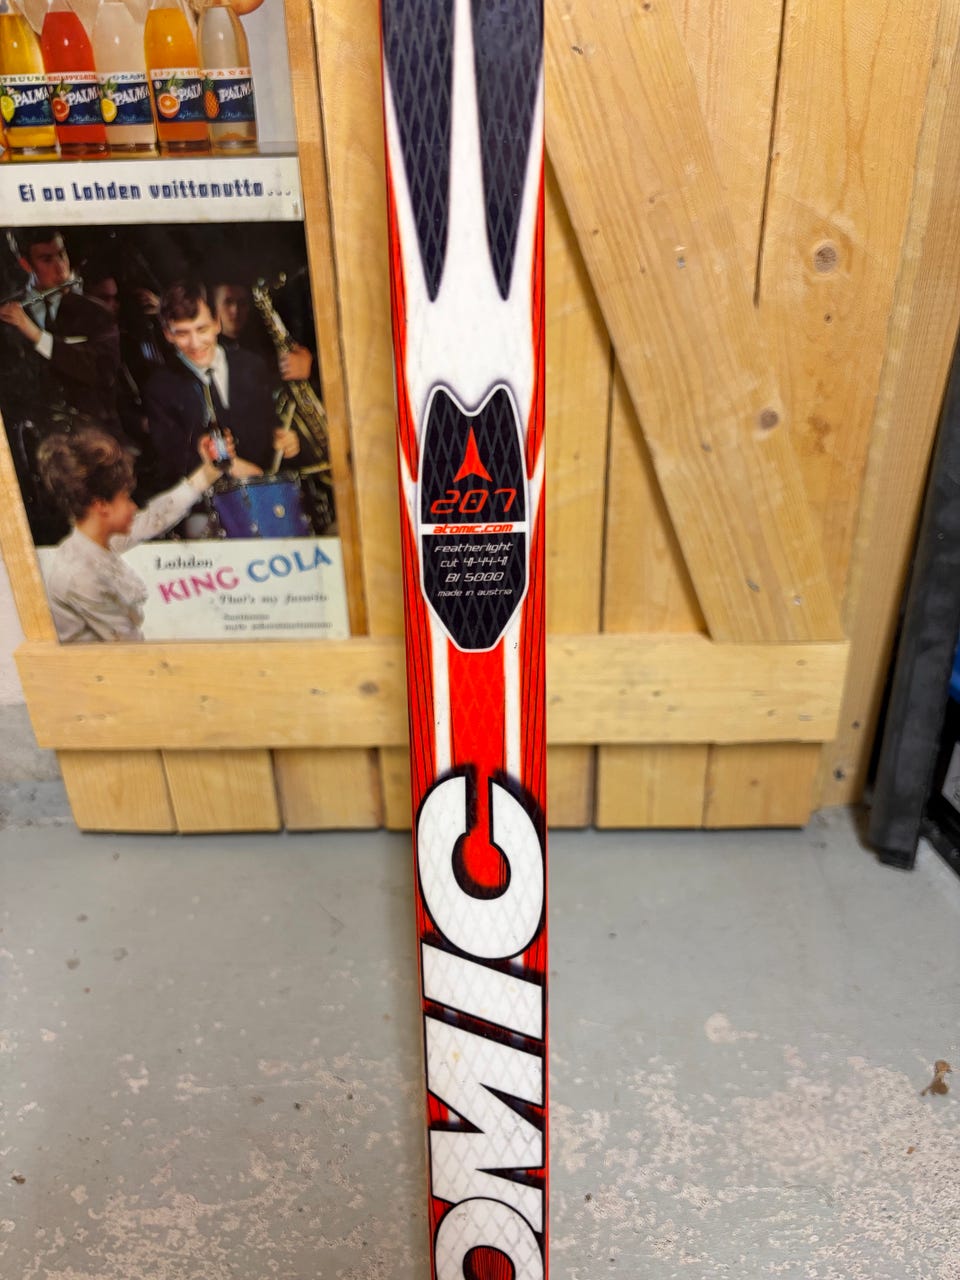 PALMA
PALMA
PALMA
PALMA
PALMA
Ei oo Lahden voittanutta...
Lahden
KING COLA
That's my favorite
207
atomic.com
Featherlight
cut 41-44-41
BI 5000
made in austria
OMIC